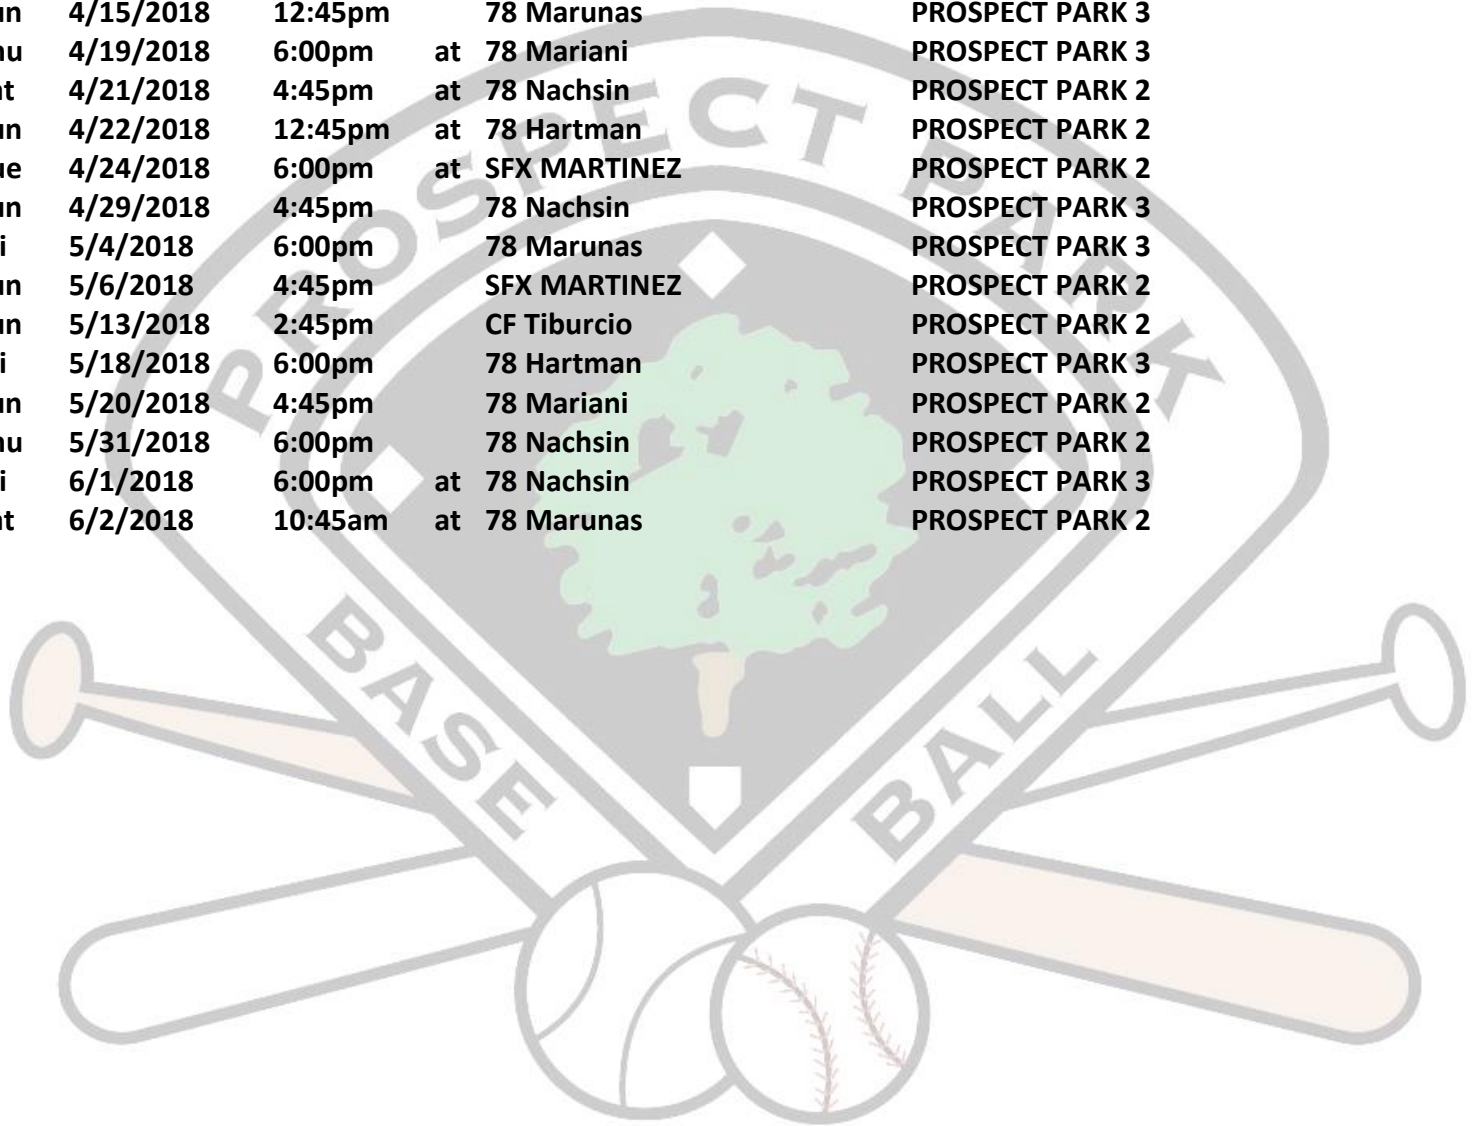 un 4/15/2018 12:45pm 78 Marunas PROSPECT PARK 3
hu 4/19/2018 6:00pm at 78 Mariani PROSPECT PARK 3
at 4/21/2018 4:45pm at 78 Nachsin PROSPECT PARK 2
un 4/22/2018 12:45pm at 78 Hartman PROSPECT PARK 2
ue 4/24/2018 6:00pm at SFX MARTINEZ PROSPECT PARK 2
un 4/29/2018 4:45pm 78 Nachsin PROSPECT PARK 3
i 5/4/2018 6:00pm 78 Marunas PROSPECT PARK 3
un 5/6/2018 4:45pm SFX MARTINEZ PROSPECT PARK 2
un 5/13/2018 2:45pm CF Tiburcio PROSPECT PARK 2
i 5/18/2018 6:00pm 78 Hartman PROSPECT PARK 3
un 5/20/2018 4:45pm 78 Mariani PROSPECT PARK 2
hu 5/31/2018 6:00pm 78 Nachsin PROSPECT PARK 2
i 6/1/2018 6:00pm at 78 Nachsin PROSPECT PARK 3
at 6/2/2018 10:45am at 78 Marunas PROSPECT PARK 2
PROSPECT PARK
BASE BALL